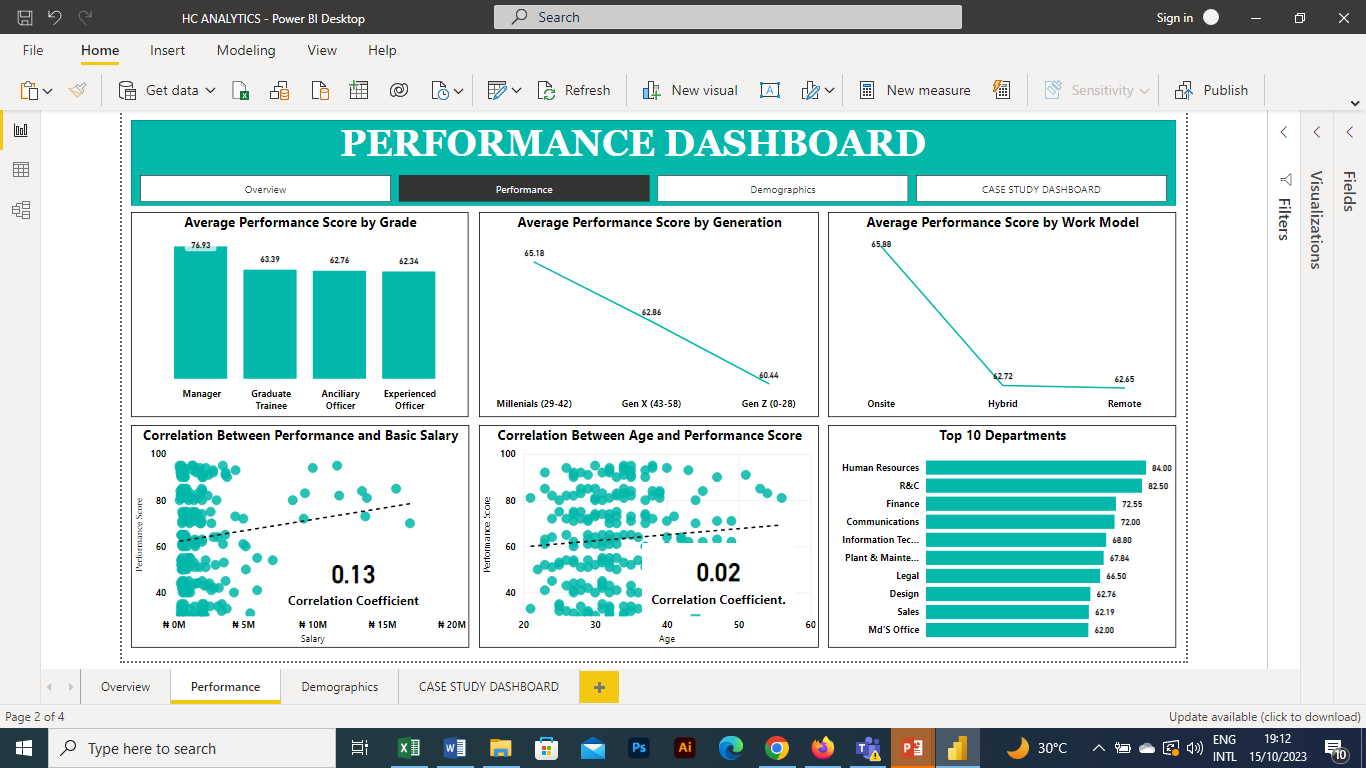 HC ANALYTICS - Power BI Desktop
Search
Sign in
File Home Insert Modeling View Help
Get data
Refresh
New visual
A
New measure
Sensitivity
Publish
PERFORMANCE DASHBOARD
Overview
Performance
Demographics
CASE STUDY DASHBOARD
Average Performance Score by Grade
76.93
63.39
62.76
62.34
Manager
Graduate
Trainee
Anciliary
Officer
Experienced
Officer
Average Performance Score by Generation
65.18
62.86
60.44
Millenials (29-42)
Gen X (43-58)
Gen Z (0-28)
Average Performance Score by Work Model
65.88
62.72
62.65
Onsite
Hybrid
Remote
Correlation Between Performance and Basic Salary
100
80
60
40
Performance Score
0.13
Correlation Coefficient
₦ 0M
₦ 5M
₦ 10M
₦ 15M
₦ 20M
Salary
Correlation Between Age and Performance Score
100
80
60
40
Performance Score
0.02
Correlation Coefficient.
20
30
40
50
60
Age
Top 10 Departments
Human Resources 84.00
R&C 82.50
Finance 72.55
Communications 72.00
Information Tec... 68.80
Plant & Mainte... 67.84
Legal 66.50
Design 62.76
Sales 62.19
Md'S Office 62.00
Filters
Visualizations
Fields
Overview
Performance
Demographics
CASE STUDY DASHBOARD
Page 2 of 4
Update available (click to download)
Type here to search
Ps
Ai
30°C
ENG
INTL
19:12
15/10/2023
10